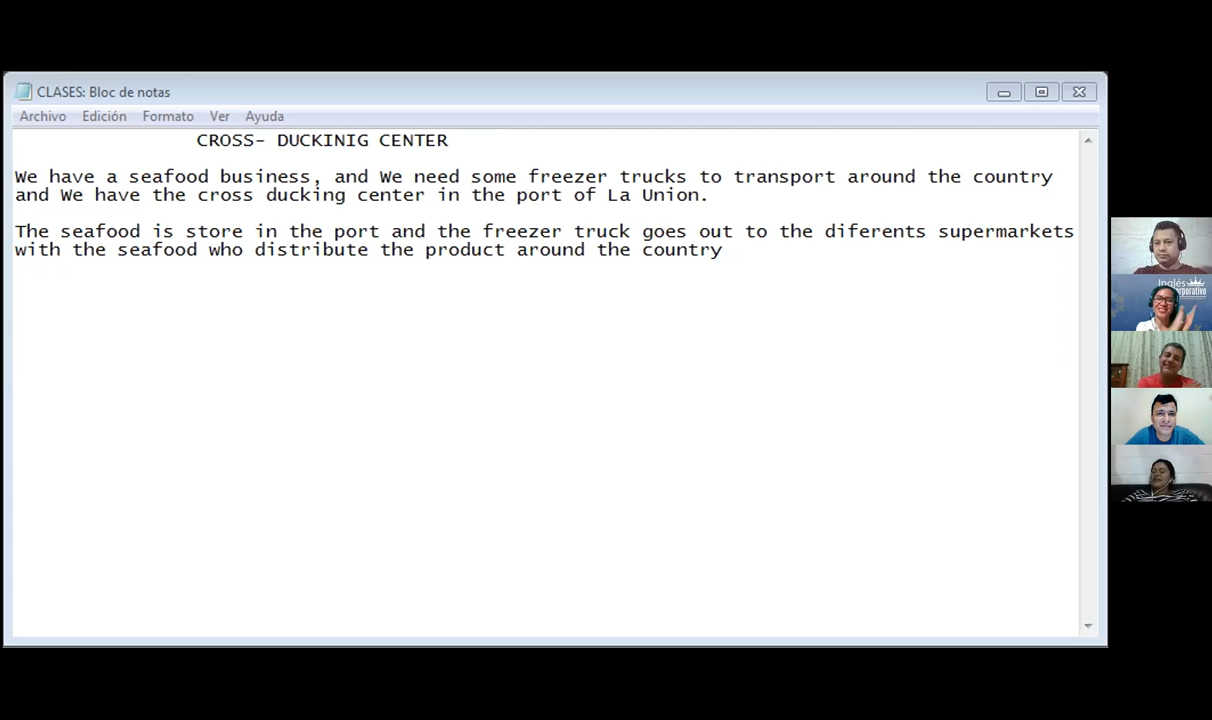 CLASES: Bloc de notas
Archivo Edición Formato Ver Ayuda
CROSS- DUCKINIG CENTER
We have a seafood business, and We need some freezer trucks to transport around the country
and We have the cross ducking center in the port of La Union.
The seafood is store in the port and the freezer truck goes out to the diferents supermarkets
with the seafood who distribute the product around the country
Inglés